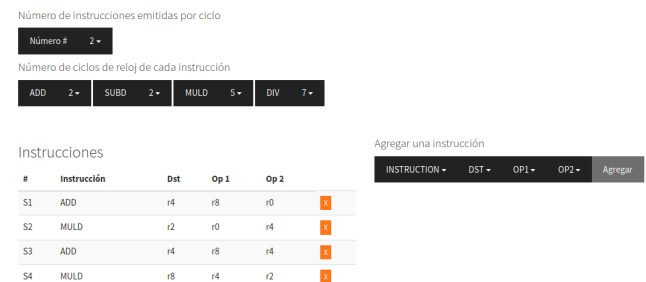 Número de instrucciones emitidas por ciclo
Número # 2
Número de ciclos de reloj de cada instrucción
ADD 2 SUBD 2 MULD 5 DIV 7
Agregar una instrucción
Instrucciones
INSTRUCTION DST OP1 OP2 Agregar
# Instrucción Dst Op 1 Op 2
S1 ADD r4 r8 r0 X
S2 MULD r2 r0 r4 X
S3 ADD r4 r8 r4 X
S4 MULD r8 r4 r2 X